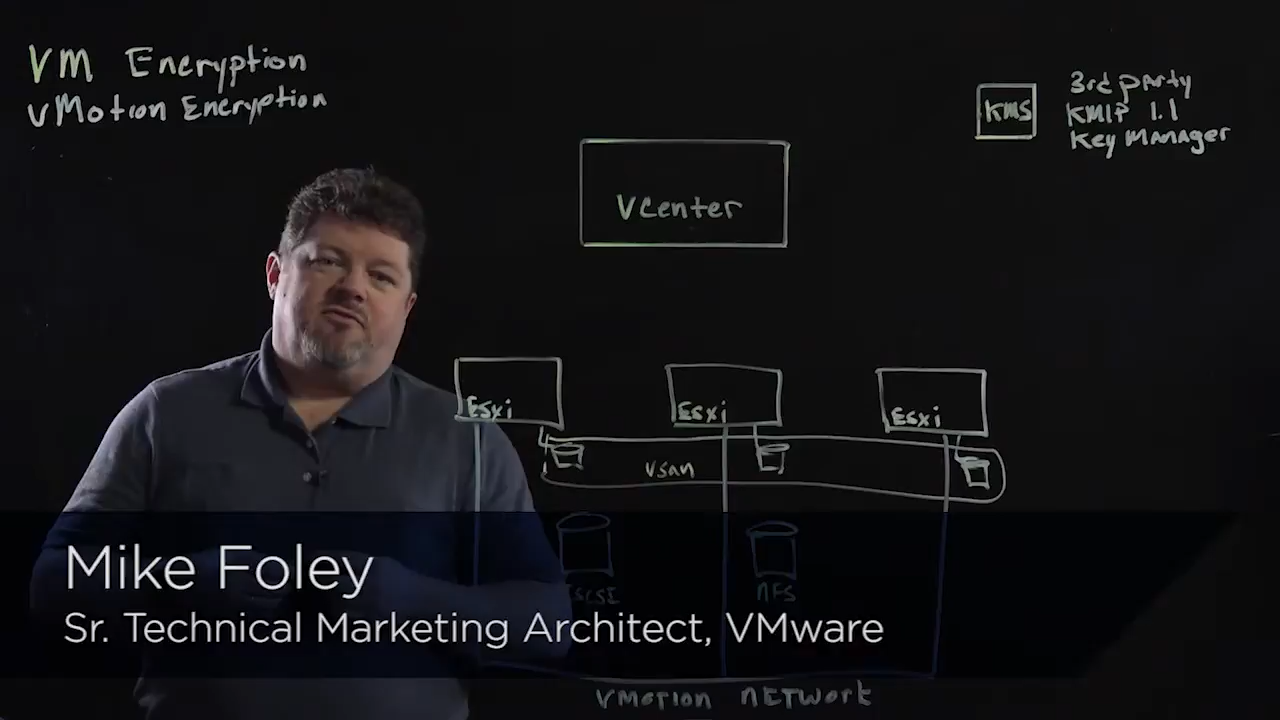 VM Encryption
vMotion Encryption
3rd party
KMS
KMIP 1.1
Key Manager
vCenter
ESXi
ESXi
ESXi
vsan
iSCSI
NFS
Mike Foley
Sr. Technical Marketing Architect, VMware
vMotion Network